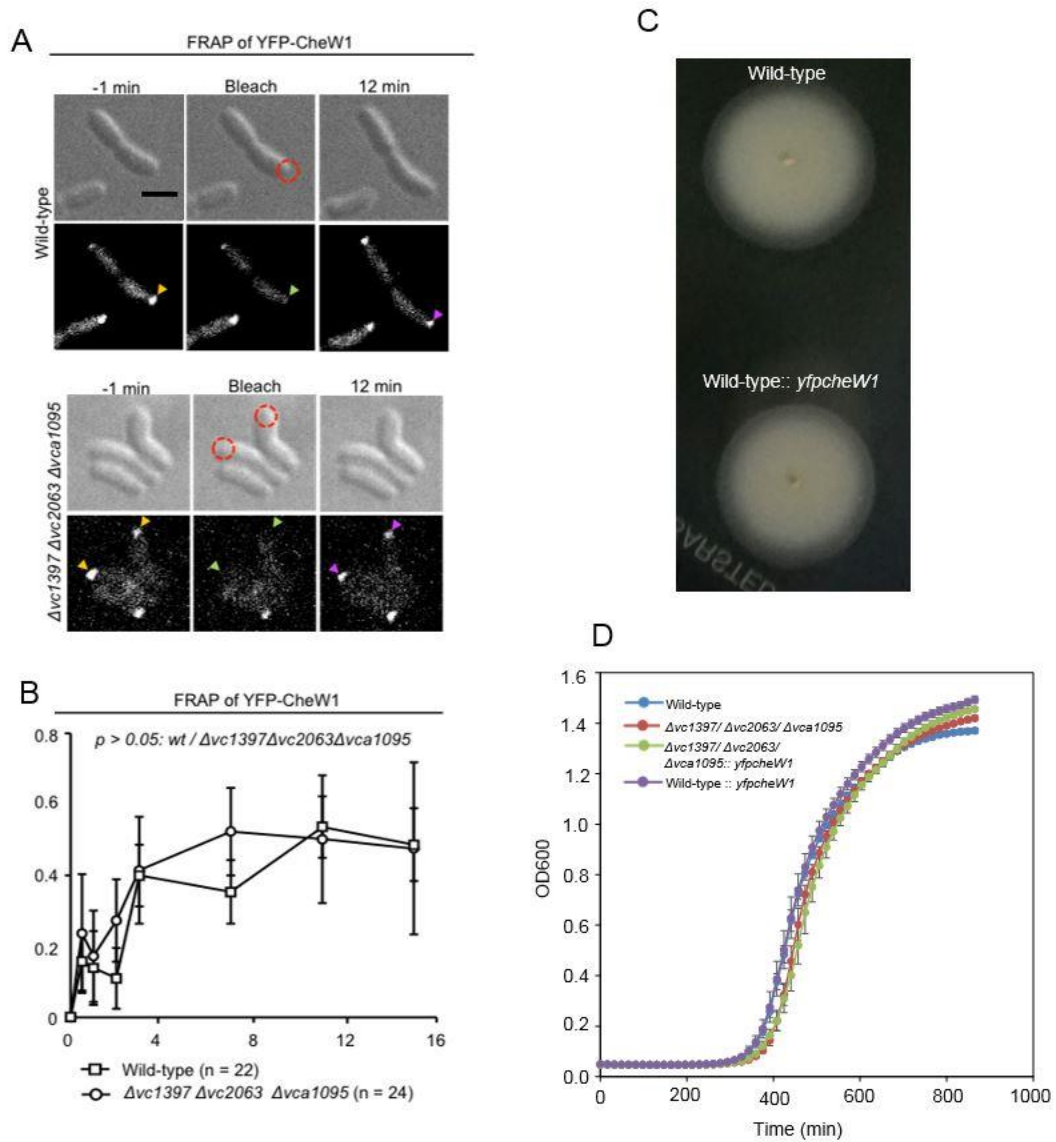 A
FRAP of YFP-CheW1
-1 min Bleach 12 min
Wild-type
-1 min Bleach 12 min
Δvc1397 Δvc2063 Δvca1095
B
FRAP of YFP-CheW1
p > 0.05: wt / Δvc1397Δvc2063Δvca1095
0.8
0.6
0.4
0.2
0
0 4 8 12 16
Wild-type (n = 22)
Δvc1397 Δvc2063 Δvca1095 (n = 24)
C
Wild-type
Wild-type:: yfpcheW1
SARSTED
D
1.6
1.4
1.2
1.0
0.8
0.6
0.4
0.2
0.0
OD600
0 200 400 600 800 1000
Time (min)
Wild-type
Δvc1397/ Δvc2063/ Δvca1095
Δvc1397/ Δvc2063/
Δvca1095:: yfpcheW1
Wild-type :: yfpcheW1